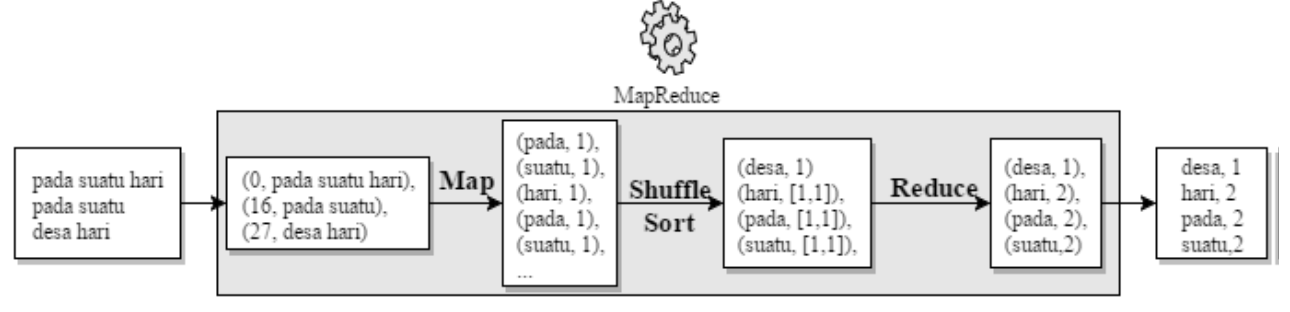 MapReduce
pada suatu hari
pada suatu
desa hari
(0, pada suatu hari),
(16, pada suatu),
(27, desa hari)
Map
(pada, 1),
(suatu, 1),
(hari, 1),
(pada, 1),
(suatu, 1),
...
Shuffle
Sort
(desa, 1)
(hari, [1,1]),
(pada, [1,1]),
(suatu, [1,1]),
Reduce
(desa, 1),
(hari, 2),
(pada, 2),
(suatu,2)
desa, 1
hari, 2
pada, 2
suatu,2